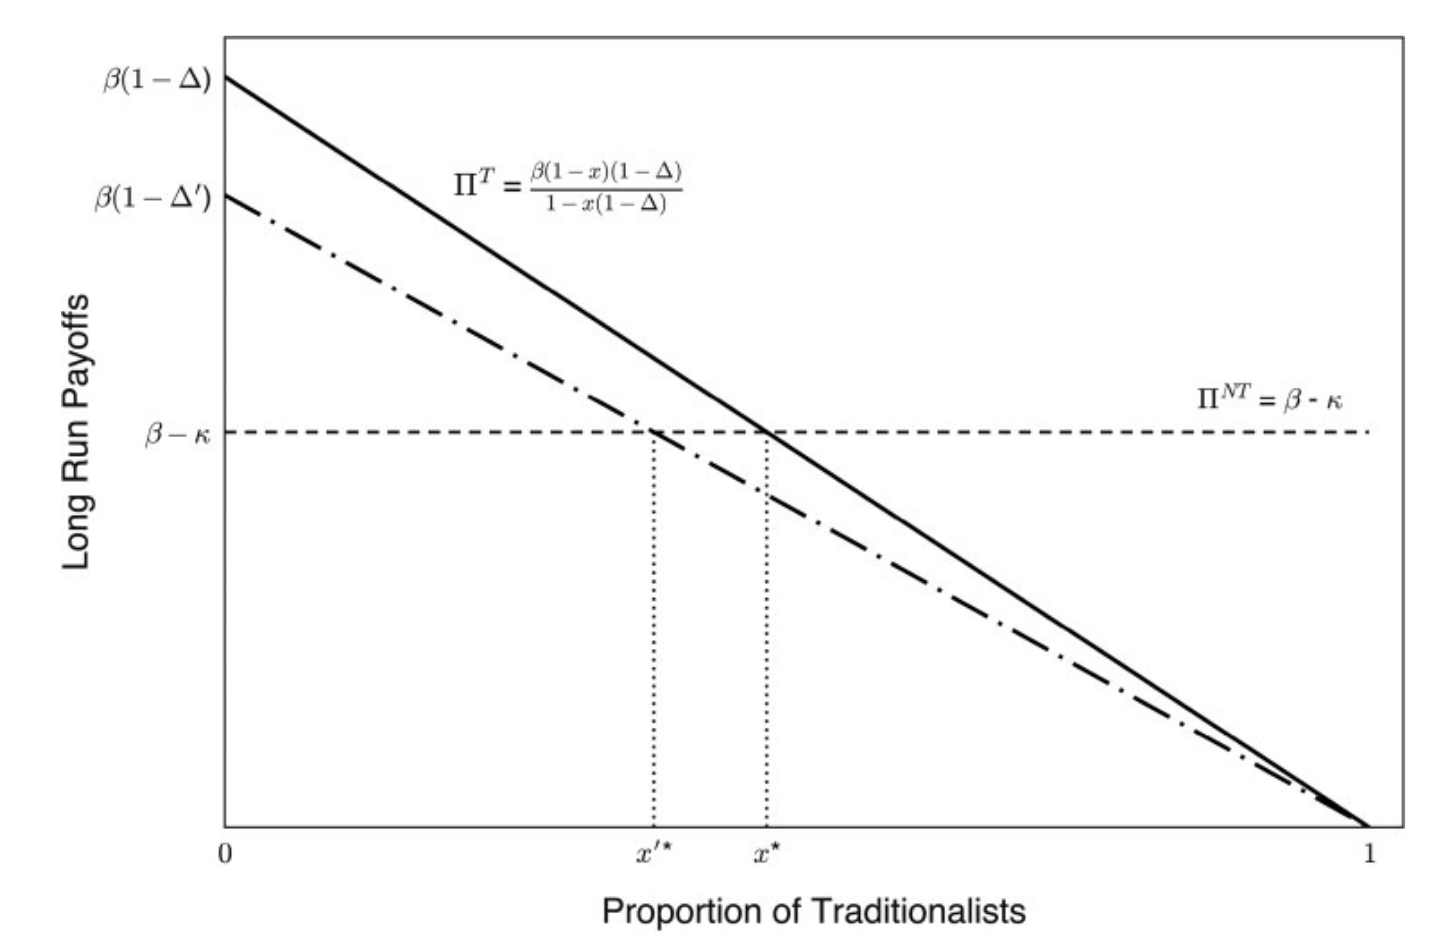 β(1 − Δ)
Π^T = β(1 − x)(1 − Δ) / 1 − x(1 − Δ)
β(1 − Δ′)
Π^NT = β - κ
β − κ
Long Run Payoffs
0
x′*
x*
1
Proportion of Traditionalists